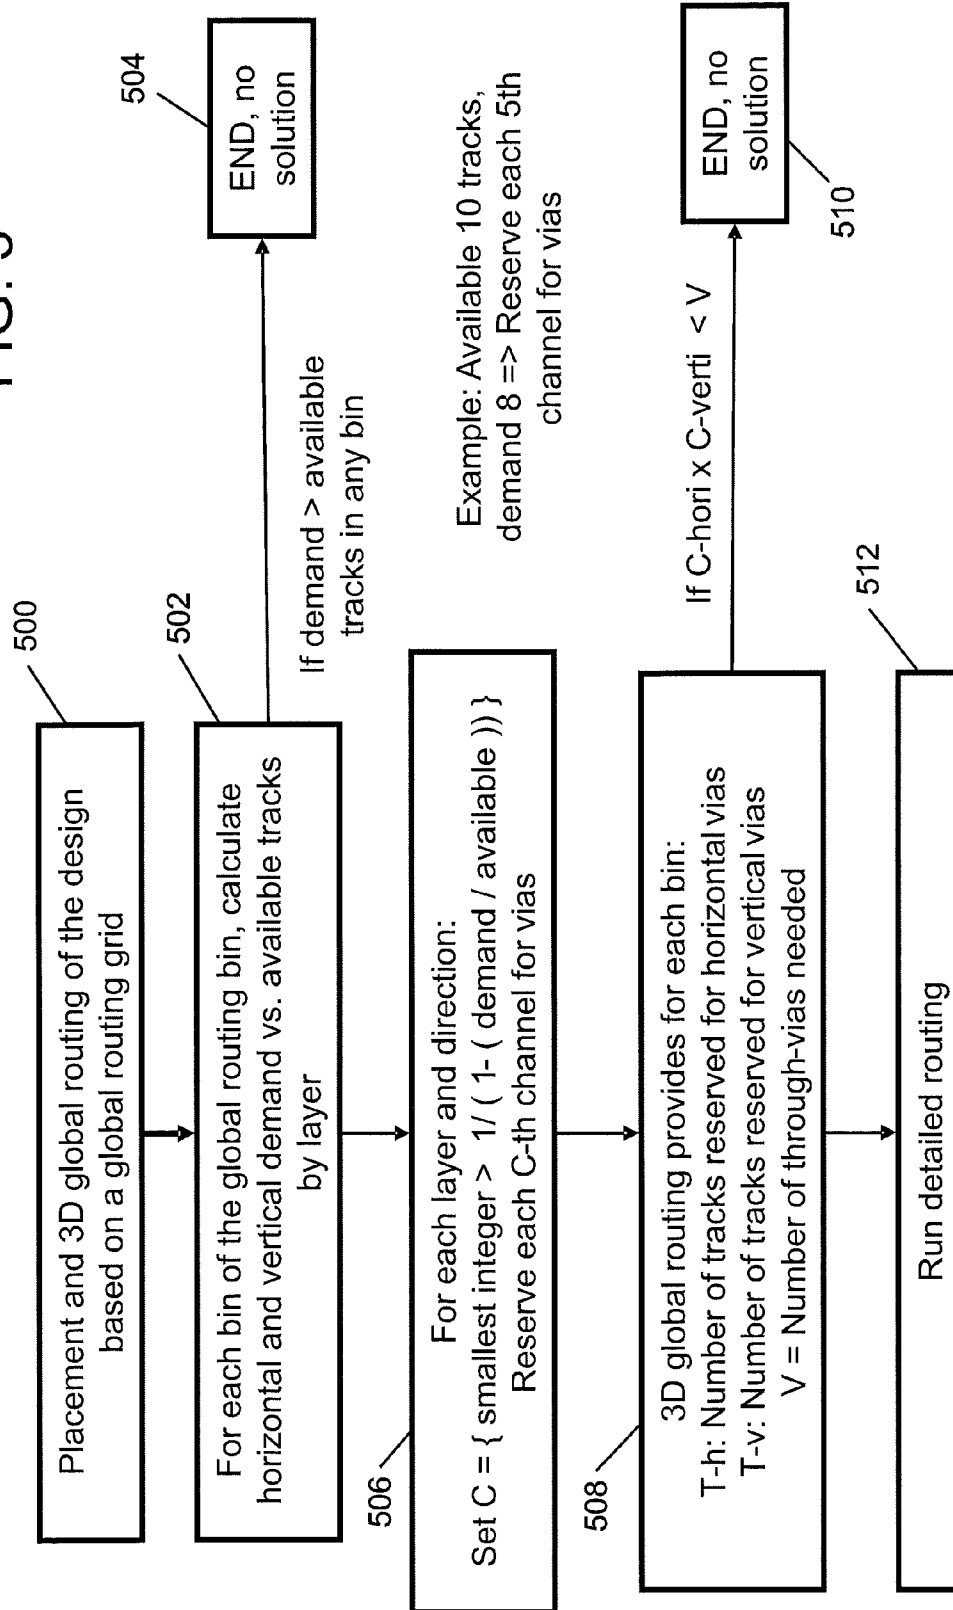 500
Placement and 3D global routing of the design
based on a global routing grid
502
For each bin of the global routing bin, calculate
horizontal and vertical demand vs. available tracks
by layer
If demand > available
tracks in any bin
504
END, no
solution
506
For each layer and direction:
Set C = { smallest integer > 1/ ( 1- ( demand / available )) }
Reserve each C-th channel for vias
Example: Available 10 tracks,
demand 8 => Reserve each 5th
channel for vias
508
3D global routing provides for each bin:
T-h: Number of tracks reserved for horizontal vias
T-v: Number of tracks reserved for vertical vias
V = Number of through-vias needed
If C-hori x C-verti < V
END, no
solution
510
512
Run detailed routing